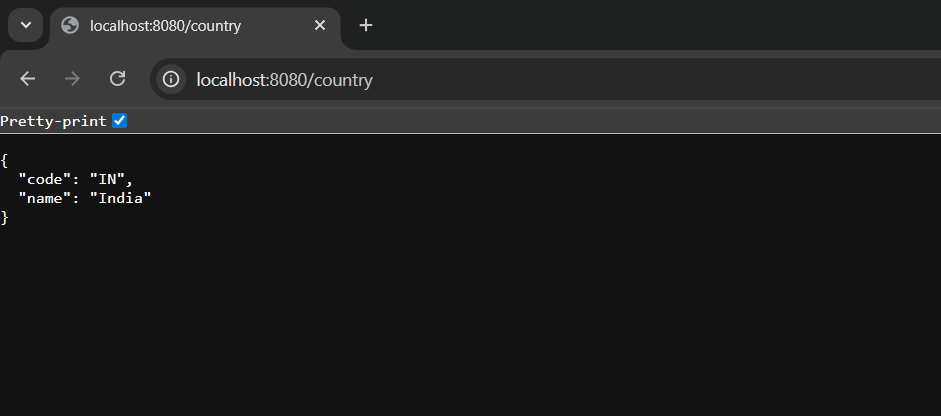 localhost:8080/country
localhost:8080/country
Pretty-print
{
  "code": "IN",
  "name": "India"
}